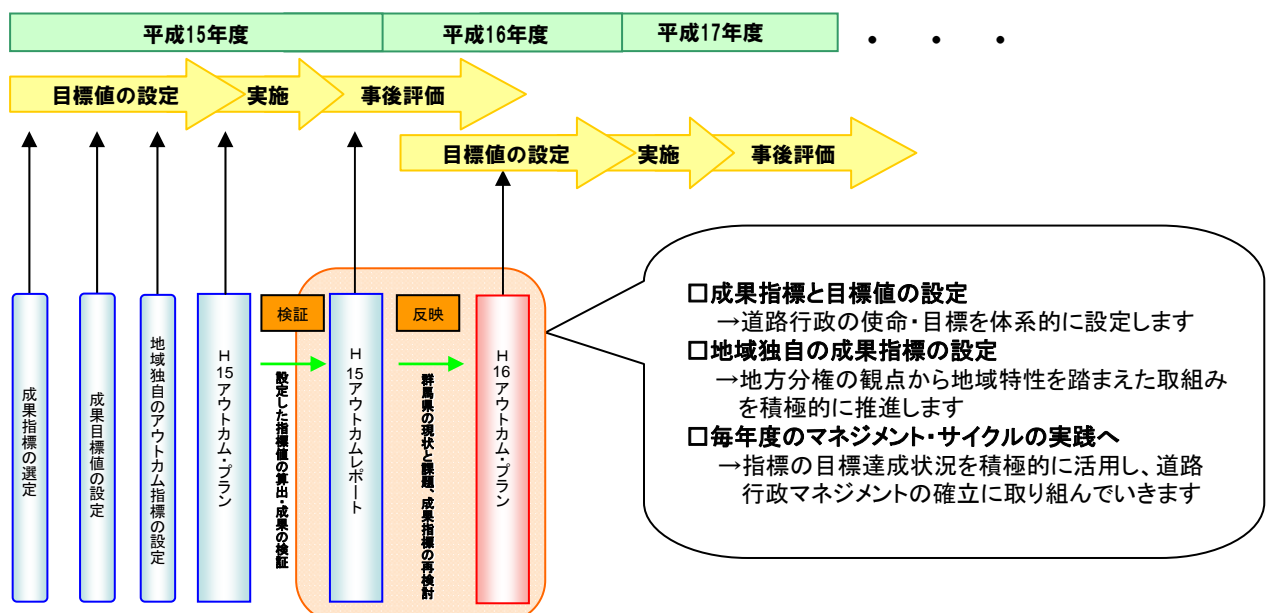 平成15年度
平成16年度
平成17年度
・ ・ ・
目標値の設定
実施
事後評価
目標値の設定
実施
事後評価
成果指標の選定
成果目標値の設定
地域独自のアウトカム指標の設定
H15アウトカム・プラン
検証
設定した指標値の算出・成果の検証
H15アウトカムレポート
反映
群馬県の現状と課題、成果指標の再検討
H16アウトカム・プラン
□成果指標と目標値の設定
→道路行政の使命・目標を体系的に設定します
□地域独自の成果指標の設定
→地方分権の観点から地域特性を踏まえた取組み
を積極的に推進します
□毎年度のマネジメント・サイクルの実践へ
→指標の目標達成状況を積極的に活用し、道路
行政マネジメントの確立に取り組んでいきます